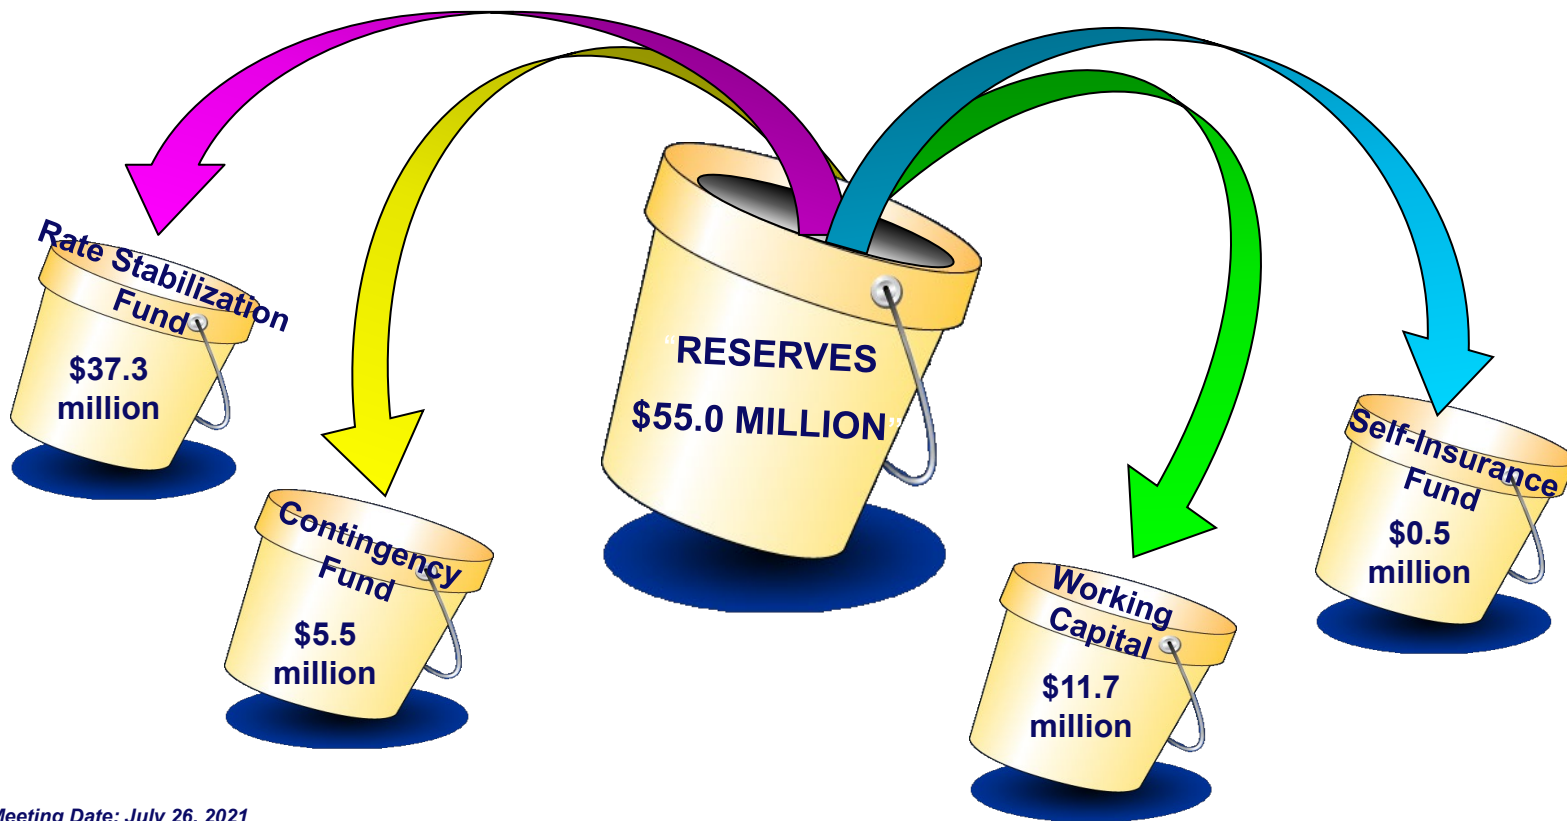 Rate Stabilization
Fund
$37.3
million
Contingency
Fund
$5.5
million
“RESERVES
$55.0 MILLION”
Working
Capital
$11.7
million
Self-Insurance
Fund
$0.5
million
Meeting Date: July 26, 2021